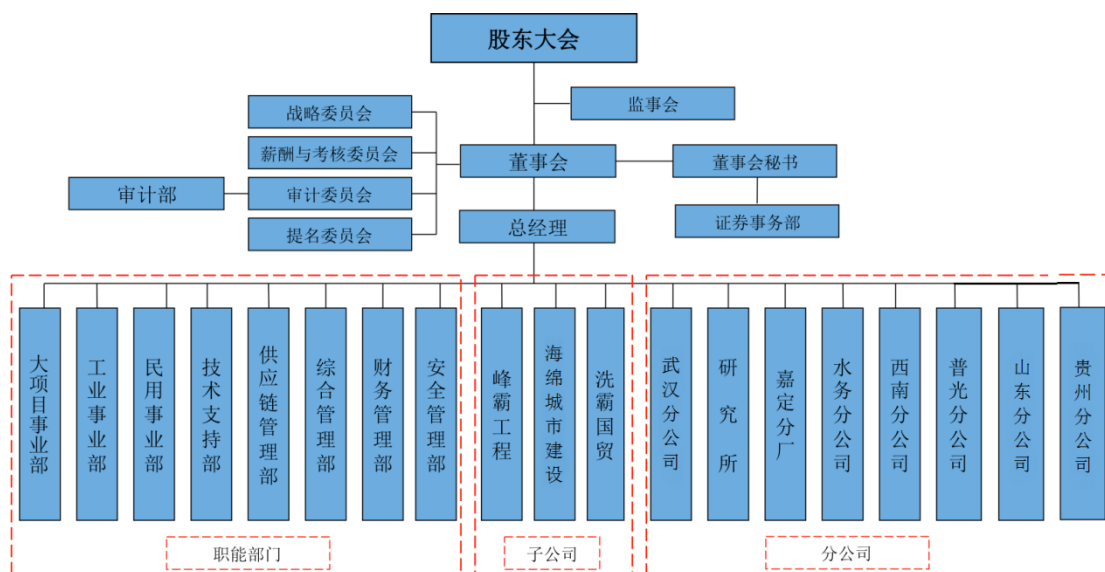 股东大会
监事会
战略委员会
薪酬与考核委员会
董事会
董事会秘书
审计部
审计委员会
提名委员会
总经理
证券事务部
大项目事业部
工业事业部
民用事业部
技术支持部
供应链管理部
综合管理部
财务管理部
安全管理部
峰霸工程
海绵城市建设
洗霸国贸
武汉分公司
研究所
嘉定分厂
水务分公司
西南分公司
普光分公司
山东分公司
贵州分公司
职能部门
子公司
分公司